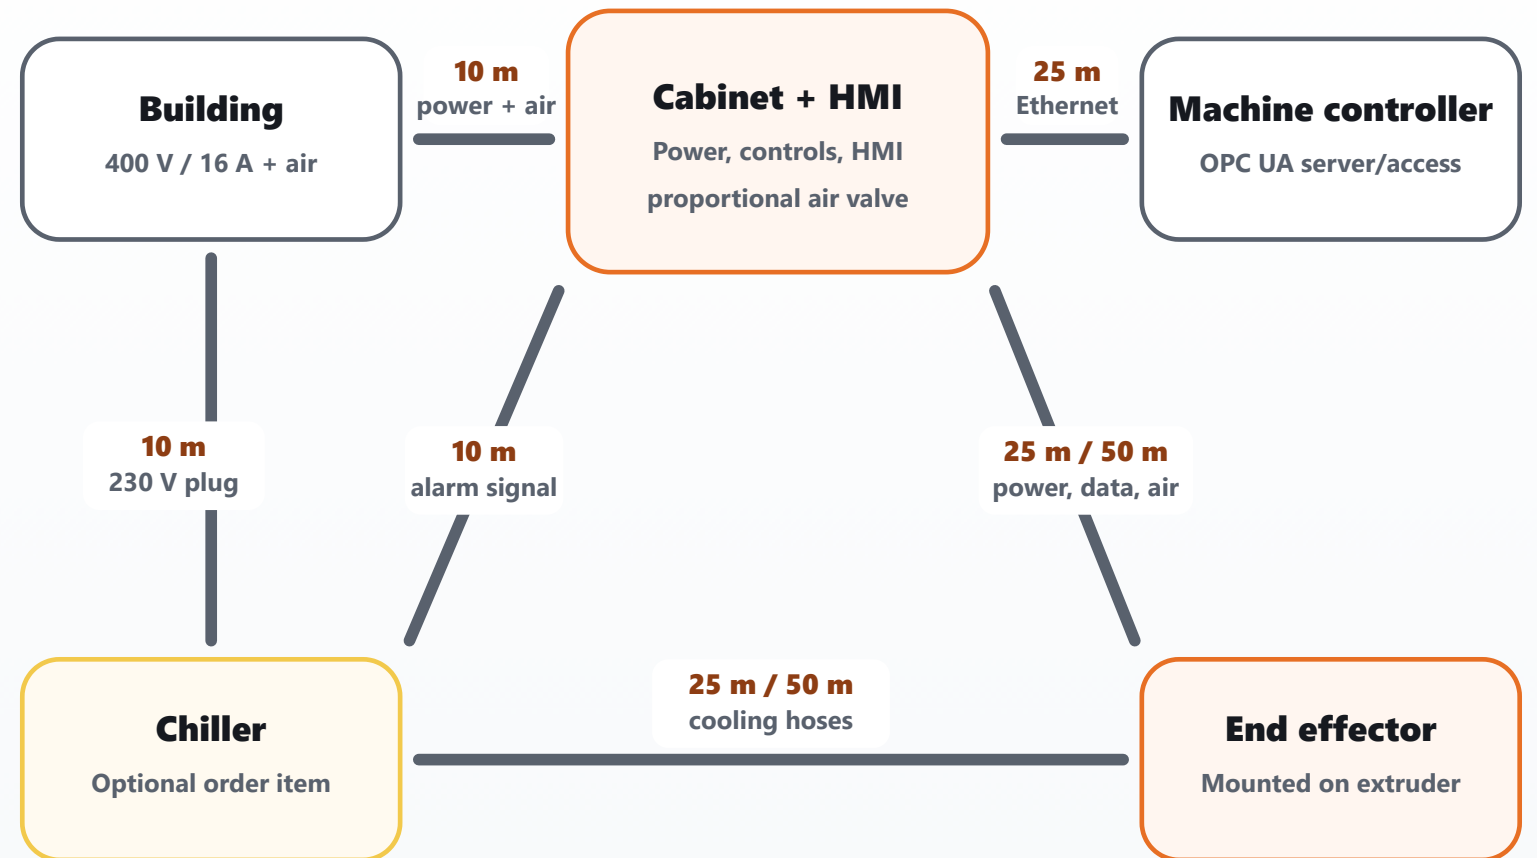 Building
400 V / 16 A + air
10 m
power + air
Cabinet + HMI
Power, controls, HMI
proportional air valve
25 m
Ethernet
Machine controller
OPC UA server/access
10 m
230 V plug
10 m
alarm signal
25 m / 50 m
power, data, air
Chiller
Optional order item
25 m / 50 m
cooling hoses
End effector
Mounted on extruder